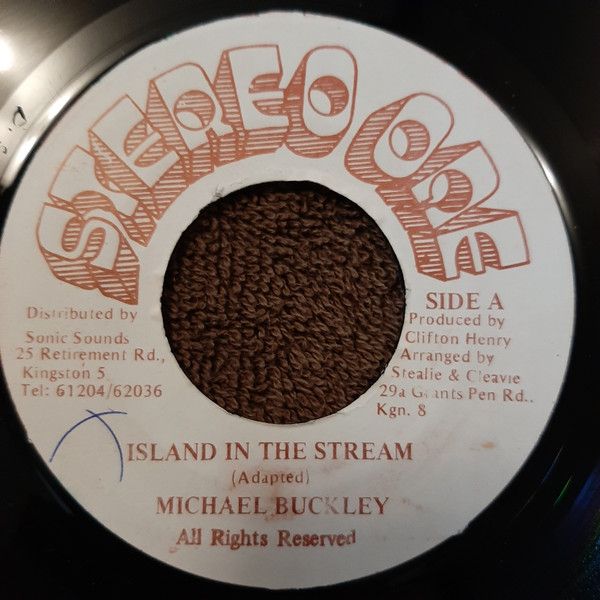 STEREO ONE
SIDE A
Distributed by
Sonic Sounds
25 Retirement Rd.,
Kingston 5
Tel: 61204/62036
Produced by
Clifton Henry
Arranged by
Stealie & Cleavie
29a Grants Pen Rd..
Kgn. 8
ISLAND IN THE STREAM
(Adapted)
MICHAEL BUCKLEY
All Rights Reserved